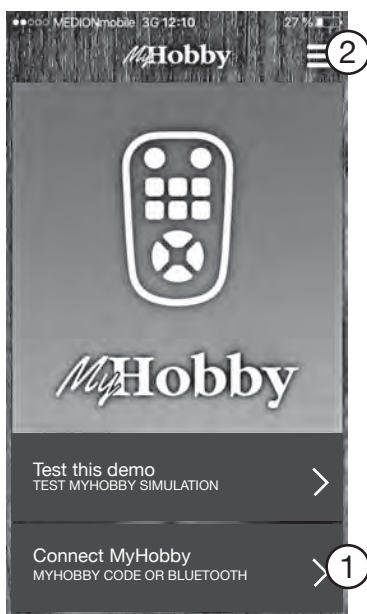 MEDIONmobile 3G 12:10 27 %
MyHobby
2
MyHobby
Test this demo
TEST MYHOBBY SIMULATION
Connect MyHobby
MYHOBBY CODE OR BLUETOOTH
1